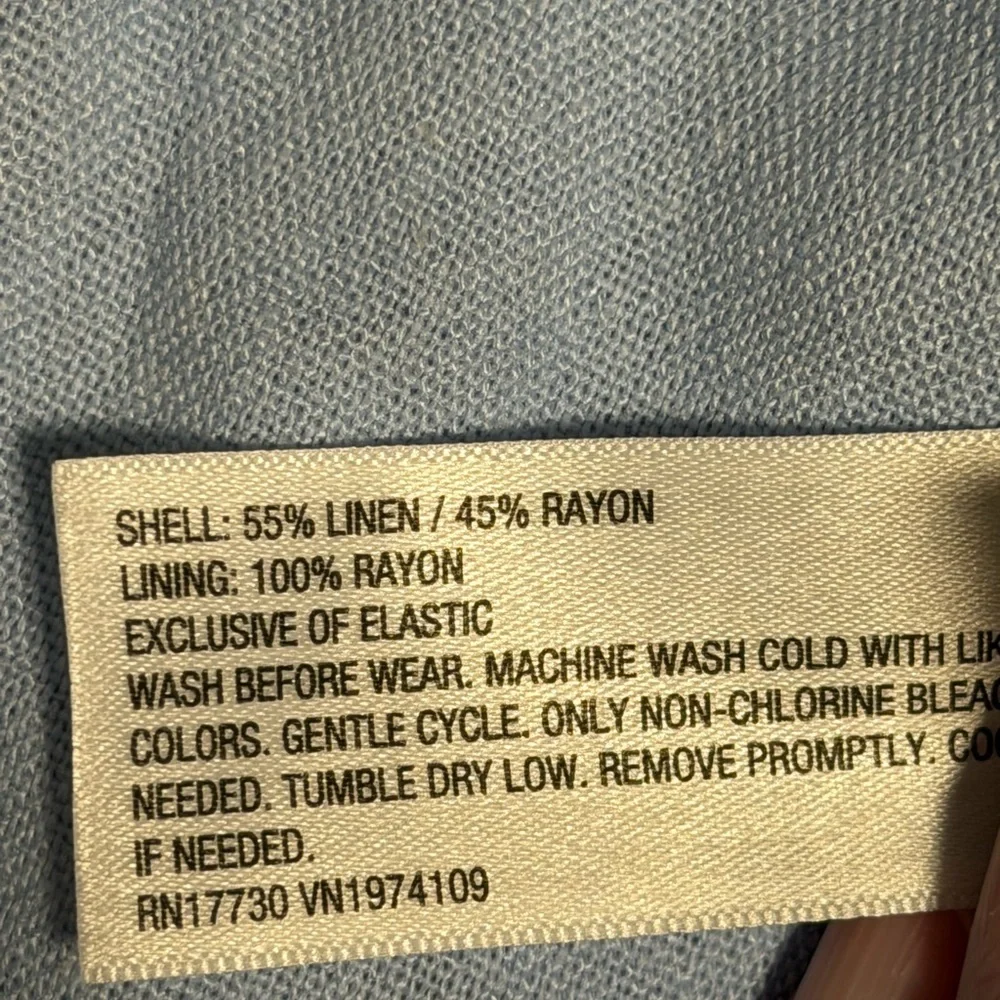 SHELL: 55% LINEN / 45% RAYON
LINING: 100% RAYON
EXCLUSIVE OF ELASTIC
WASH BEFORE WEAR. MACHINE WASH COLD WITH
COLORS. GENTLE CYCLE. ONLY NON-CHLORINE
NEEDED. TUMBLE DRY LOW. REMOVE PROMPTLY.
IF NEEDED.
RN17730 VN1974109